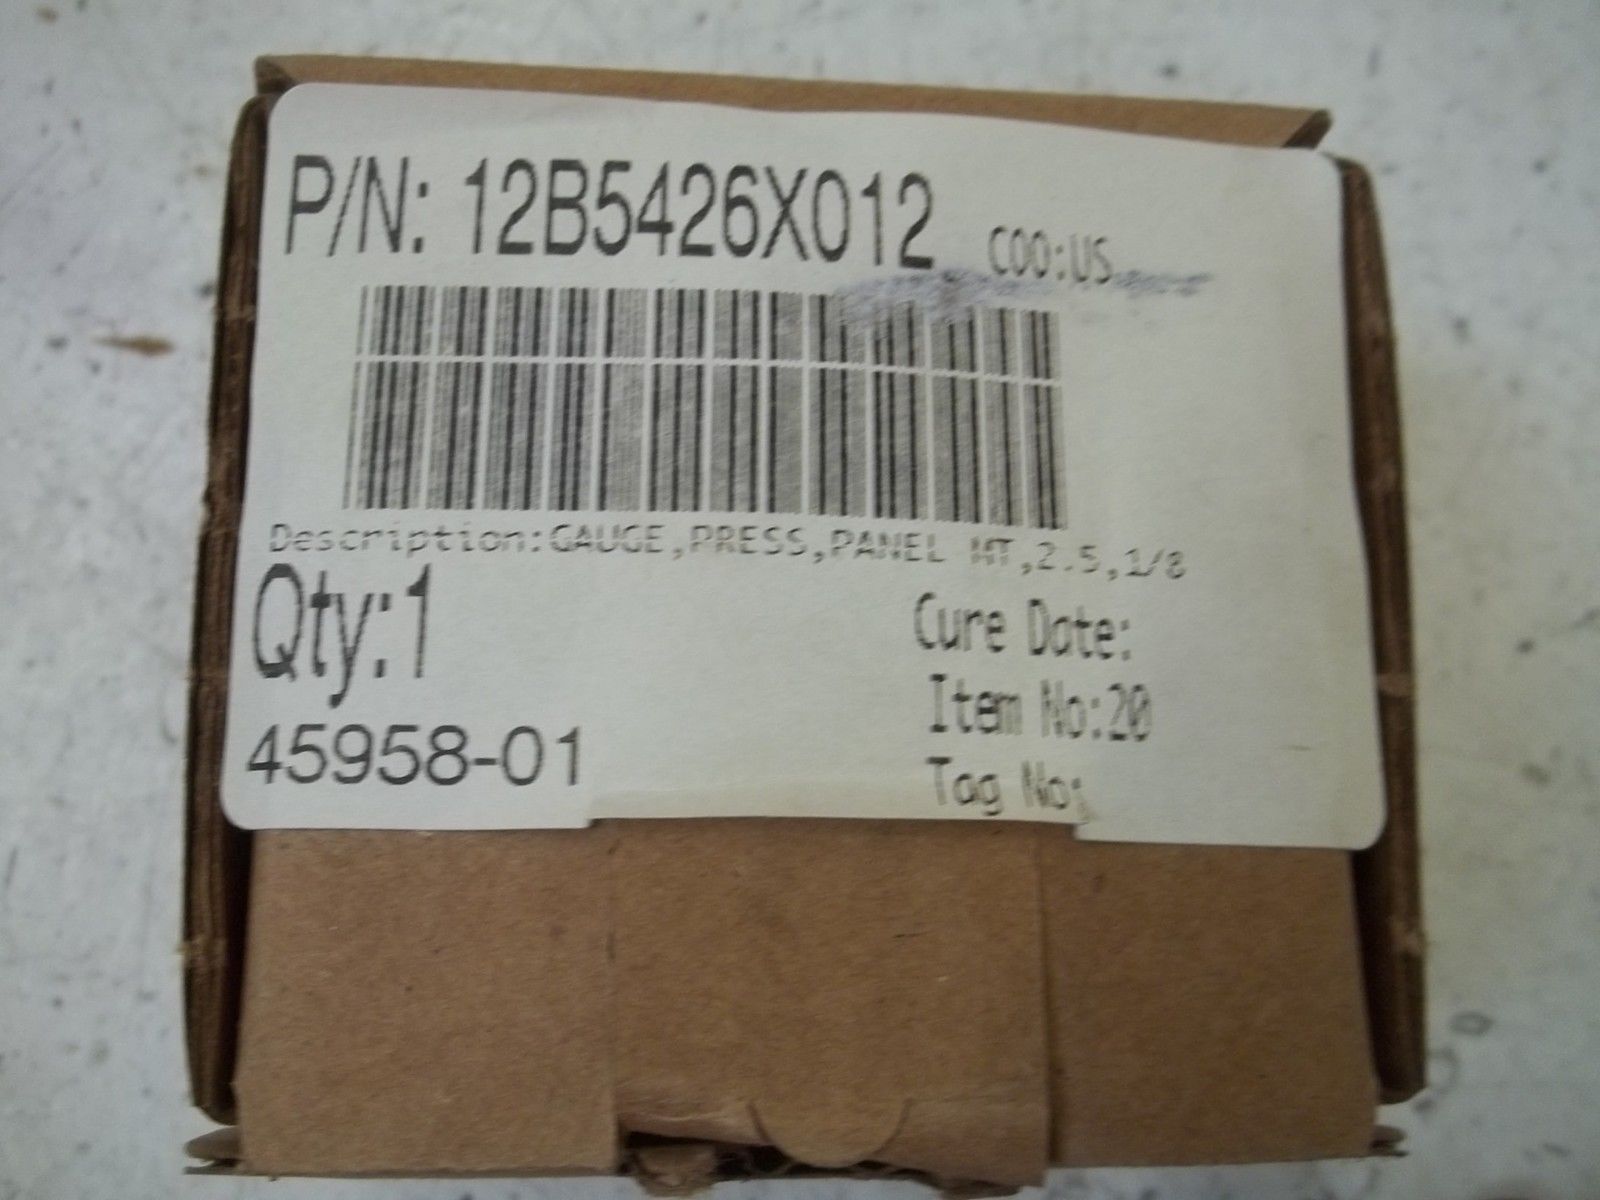 P/N: 12B5426X012 COO:US
Description:GAUGE,PRESS,PANEL MT,2.5,1/8
Qty:1
Cure Date:
Item No:20
45958-01
Tag No: